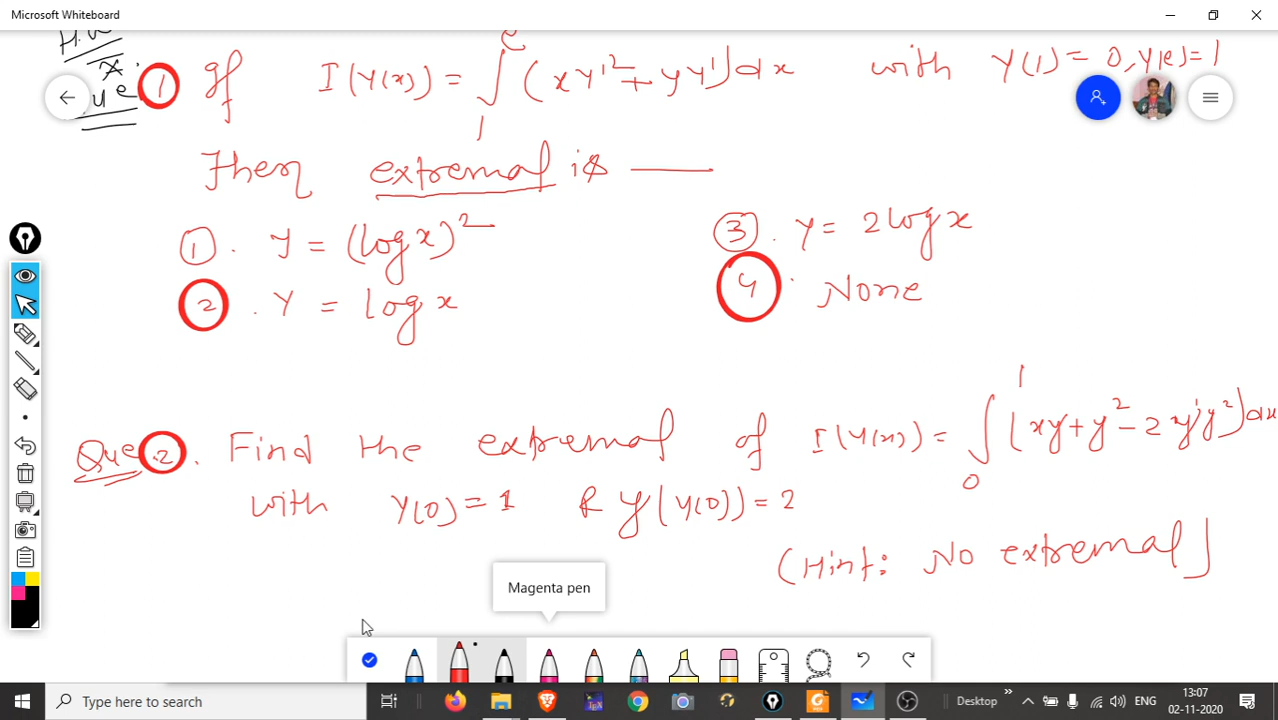 Microsoft Whiteboard
H.W
Que
① If I(Y(x)) = ∫₁ᵉ (xy'² + yy')dx with Y(1) = 0, Y(e) = 1
Then extremal is ——
① . y = (log x)²
③ . y = 2 log x
② . Y = log x
④ . None
Que ② . Find the extremal of I(Y(x)) = ∫₀¹ (xy + y² - 2y²y')dx
with Y(0) = 1 & y(y(0)) = 2
(Hint: No extremal]
Magenta pen
Type here to search
Desktop
ENG
13:07
02-11-2020